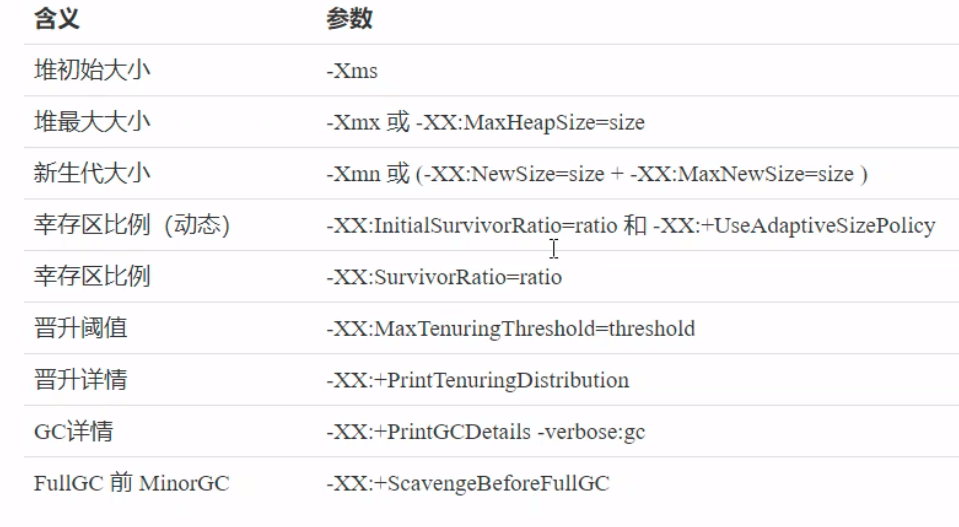 含义 参数
堆初始大小 -Xms
堆最大大小 -Xmx 或 -XX:MaxHeapSize=size
新生代大小 -Xmn 或 (-XX:NewSize=size + -XX:MaxNewSize=size )
幸存区比例（动态） -XX:InitialSurvivorRatio=ratio 和 -XX:+UseAdaptiveSizePolicy
幸存区比例 -XX:SurvivorRatio=ratio
晋升阈值 -XX:MaxTenuringThreshold=threshold
晋升详情 -XX:+PrintTenuringDistribution
GC详情 -XX:+PrintGCDetails -verbose:gc
FullGC 前 MinorGC -XX:+ScavengeBeforeFullGC